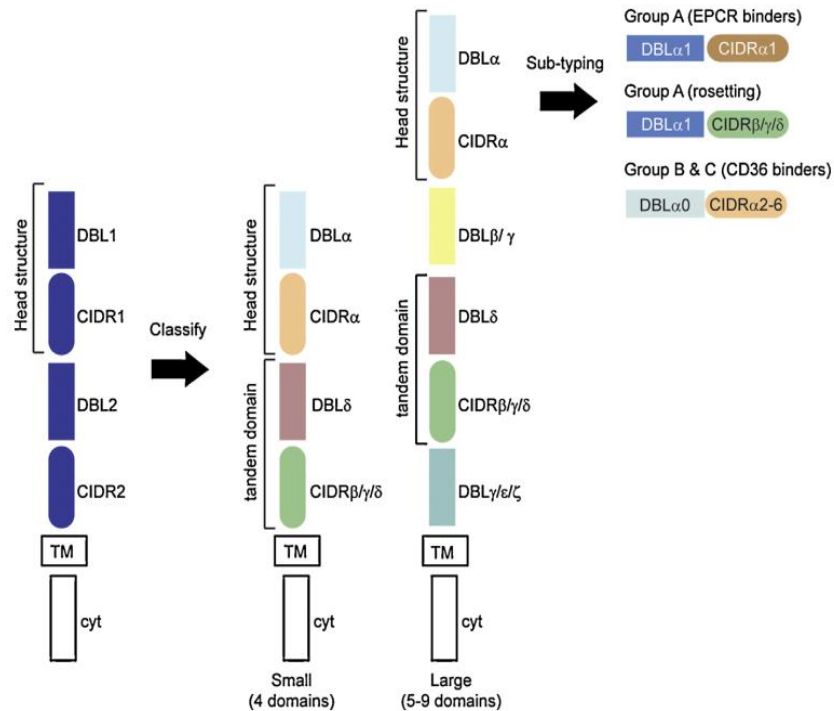 Head structure
DBL1
CIDR1
DBL2
CIDR2
TM
cyt
Classify
Head structure
DBLα
CIDRα
tandem domain
DBLδ
CIDRβ/γ/δ
TM
cyt
Small
(4 domains)
Head structure
DBLα
CIDRα
DBLβ/ γ
tandem domain
DBLδ
CIDRβ/γ/δ
DBLγ/ε/ζ
TM
cyt
Large
(5-9 domains)
Sub-typing
Group A (EPCR binders)
DBLα1 CIDRα1
Group A (rosetting)
DBLα1 CIDRβ/γ/δ
Group B & C (CD36 binders)
DBLα0 CIDRα2-6